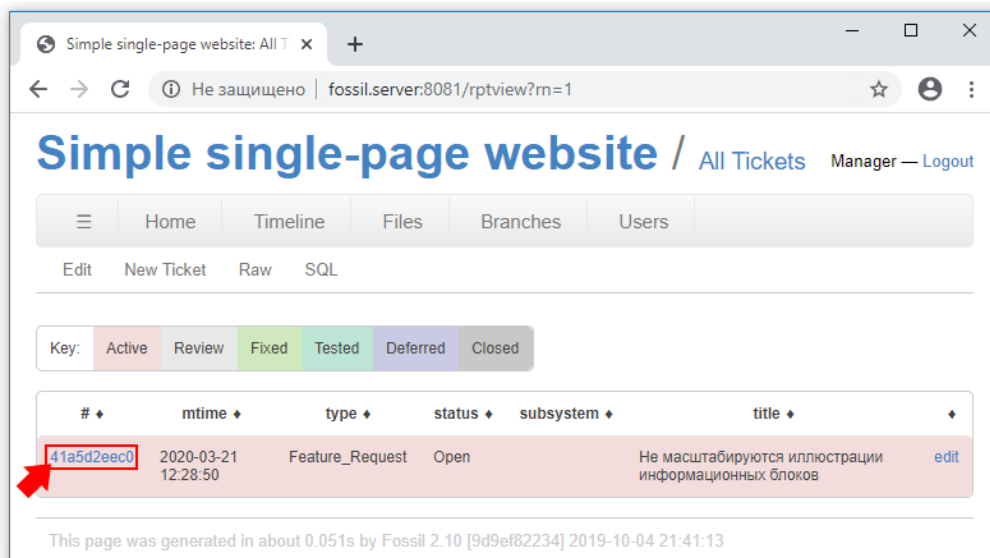 Simple single-page website: All T
Не защищено | fossil.server:8081/rptview?rn=1
Simple single-page website / All Tickets Manager — Logout
☰ Home Timeline Files Branches Users
Edit New Ticket Raw SQL
Key: Active Review Fixed Tested Deferred Closed
# mtime type status subsystem title
41a5d2eec0 2020-03-21 Feature_Request Open Не масштабируются иллюстрации edit
12:28:50 информационных блоков
This page was generated in about 0.051s by Fossil 2.10 [9d9ef82234] 2019-10-04 21:41:13